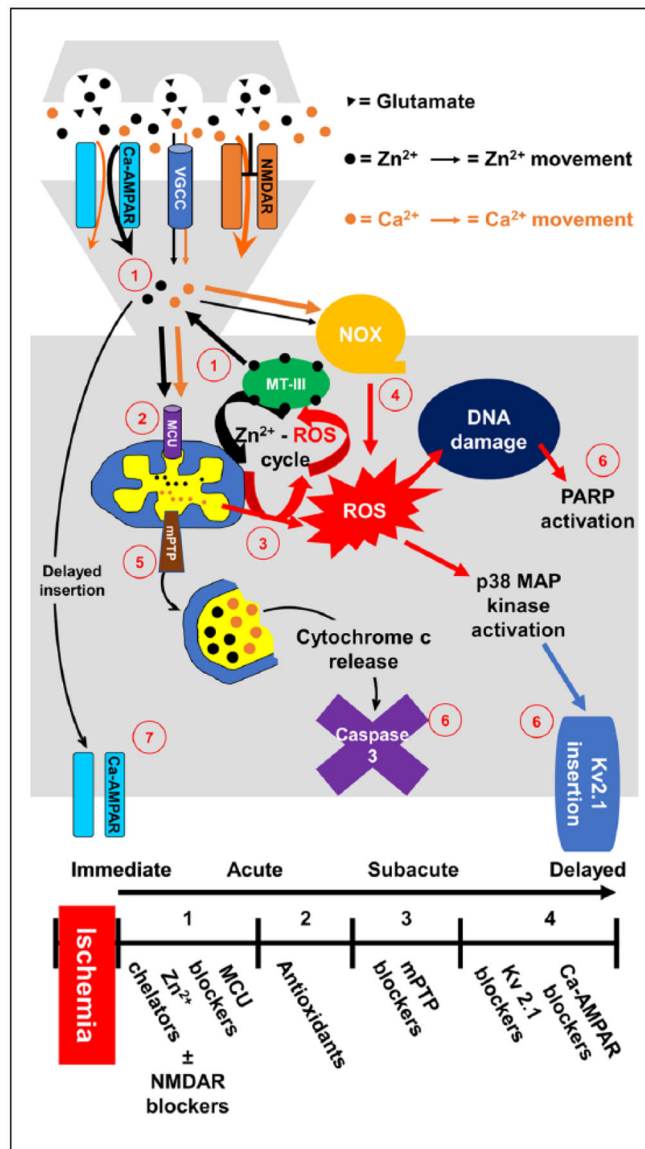 = Glutamate
= Zn²⁺ → = Zn²⁺ movement
= Ca²⁺ → = Ca²⁺ movement
Ca-AMPAR
VGCC
NMDAR
1
NOX
1
MT-III
4
2
MCU
Zn²⁺ - ROS
cycle
DNA
damage
6
PARP
activation
ROS
3
mPTP
5
Delayed
insertion
p38 MAP
kinase
activation
Cytochrome c
release
Caspase
3
6
6
Kv2.1
insertion
7
Ca-AMPAR
Immediate Acute Subacute Delayed
Ischemia
1 2 3 4
Zn²⁺
chelators
MCU
blockers
±
NMDAR
blockers
Antioxidants
mPTP
blockers
Kv 2.1
blockers
Ca-AMPAR
blockers